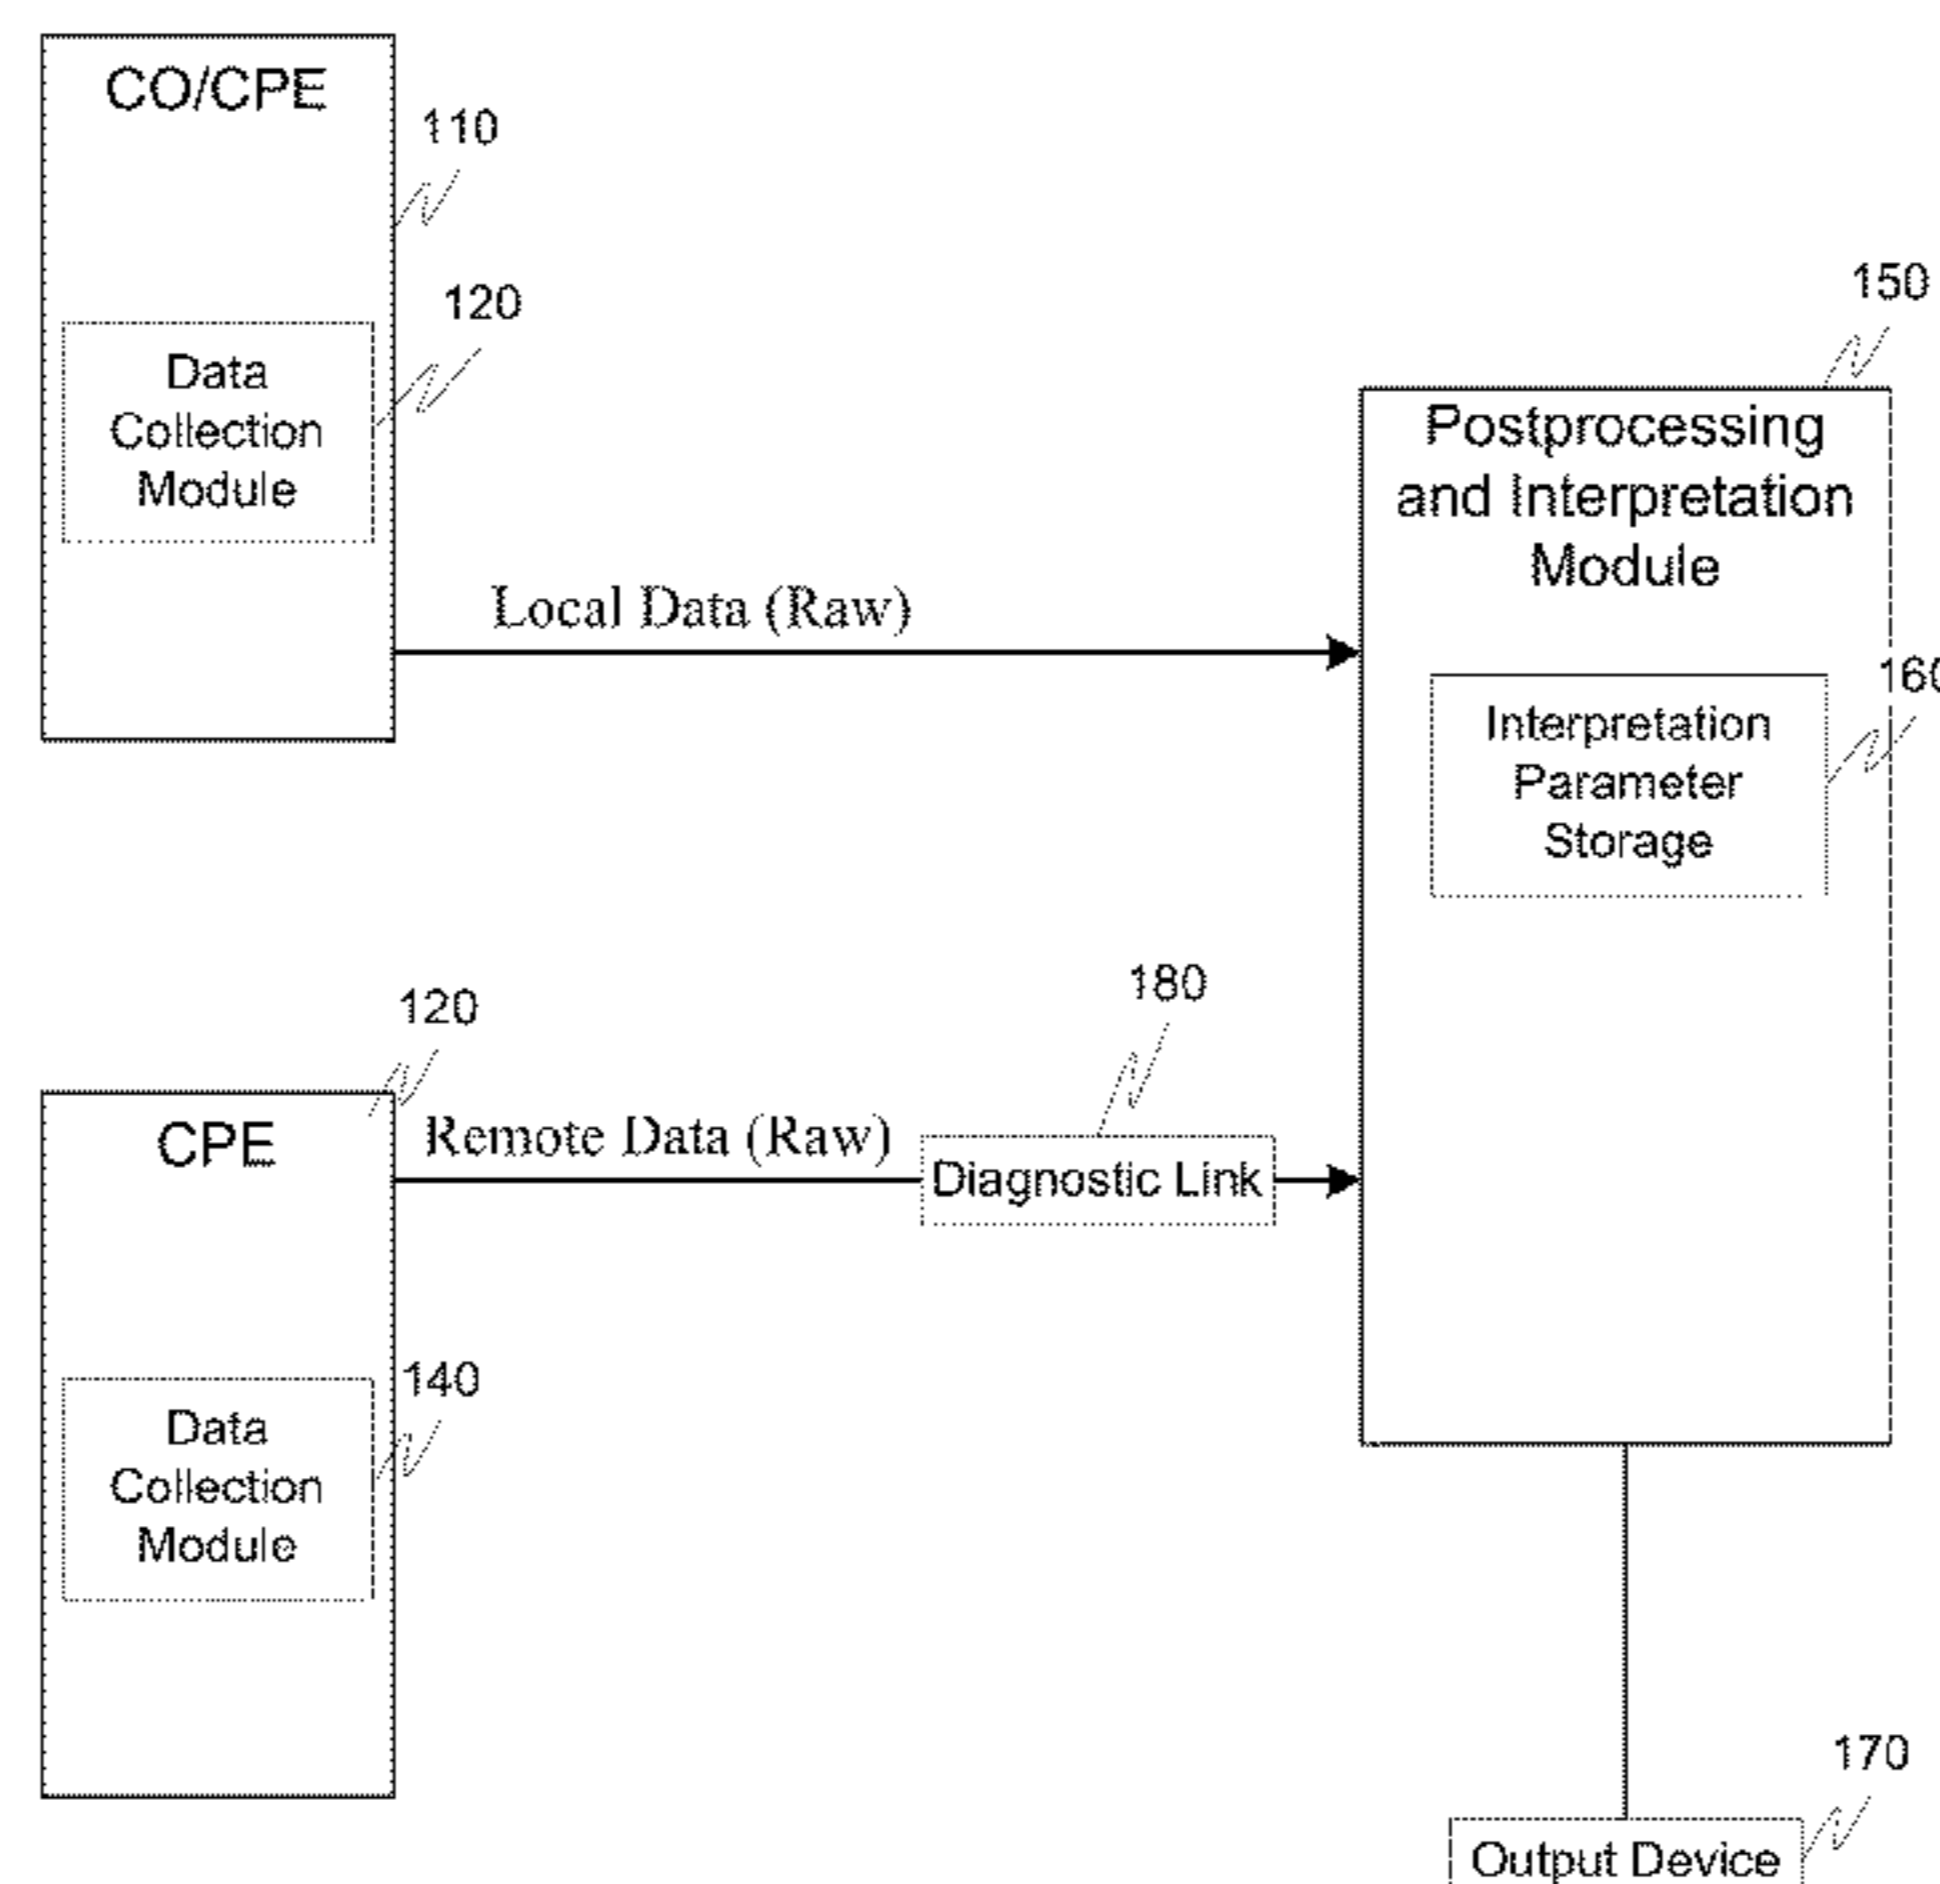 CO/CPE
110
120
Data
Collection
Module
Local Data (Raw)
150
Postprocessing
and Interpretation
Module
160
Interpretation
Parameter
Storage
120
CPE
Remote Data (Raw)
180
Diagnostic Link
140
Data
Collection
Module
170
Output Device